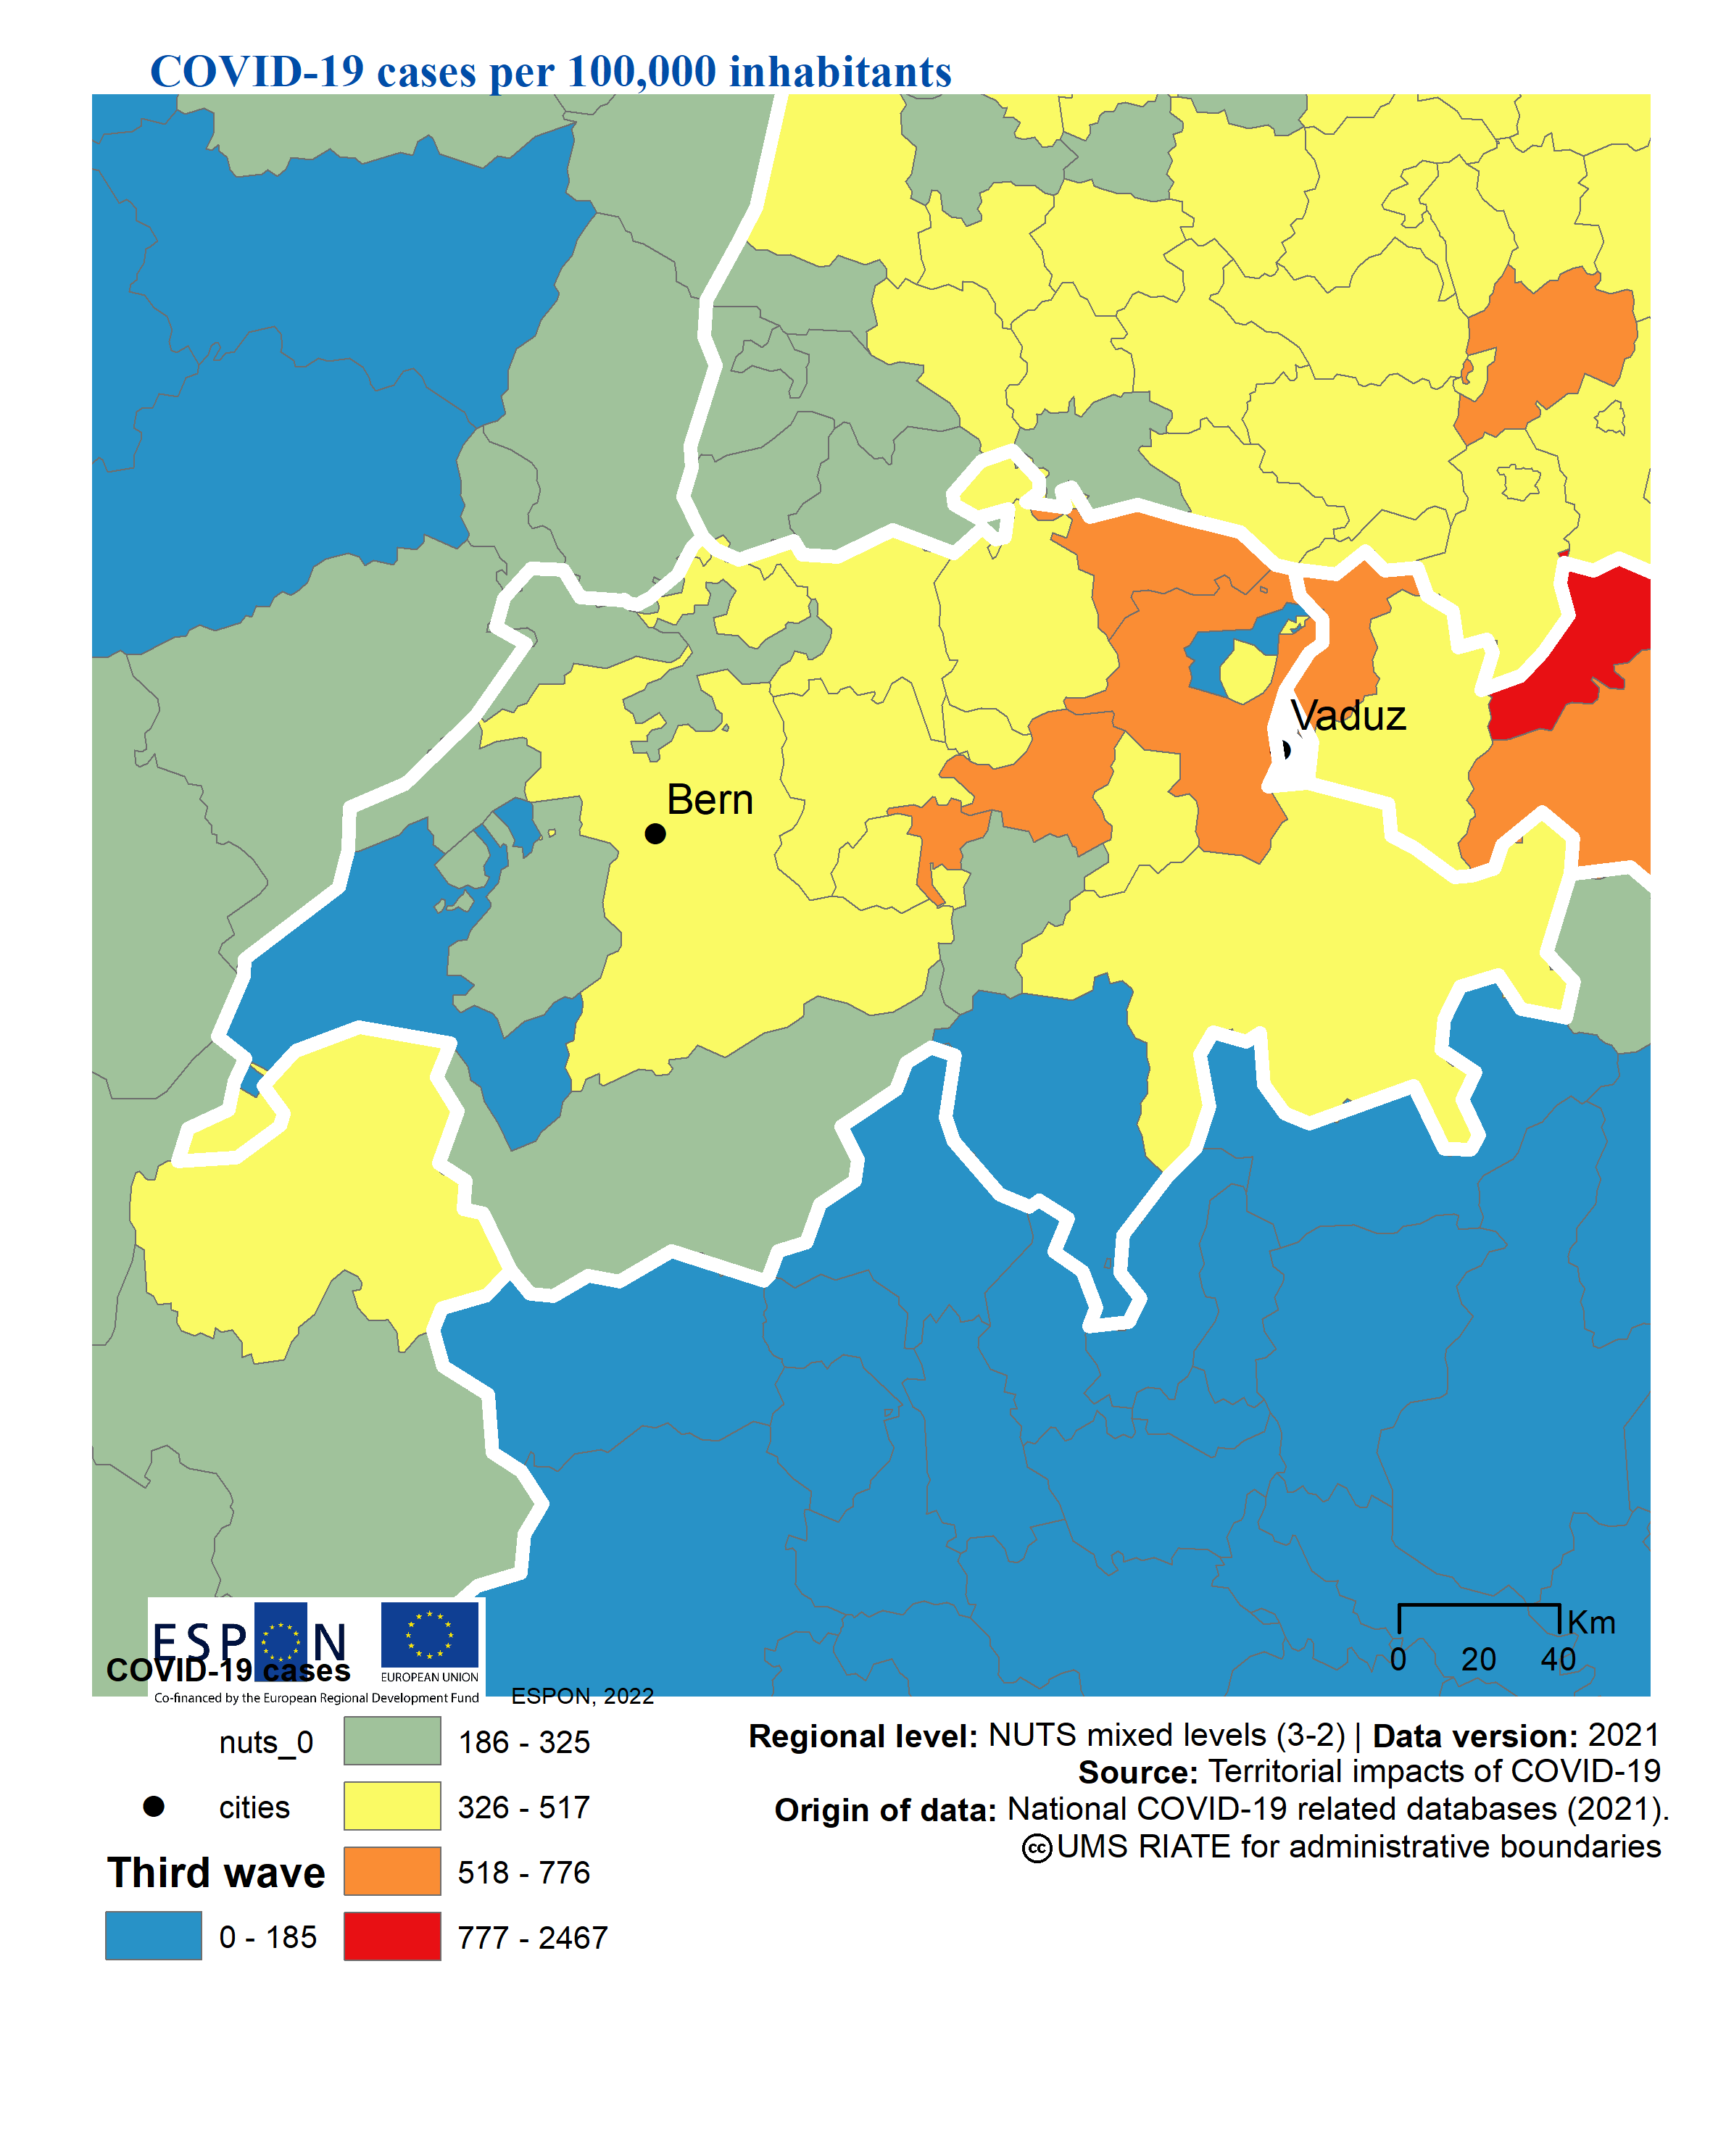 COVID-19 cases per 100,000 inhabitants
Vaduz
Bern
Km
0 20 40
ESPON
EUROPEAN UNION
COVID-19 cases
Co-financed by the European Regional Development Fund
ESPON, 2022
nuts_0
186 - 325
cities
326 - 517
Third wave
518 - 776
0 - 185
777 - 2467
Regional level: NUTS mixed levels (3-2) | Data version: 2021
Source: Territorial impacts of COVID-19
Origin of data: National COVID-19 related databases (2021).
cc UMS RIATE for administrative boundaries